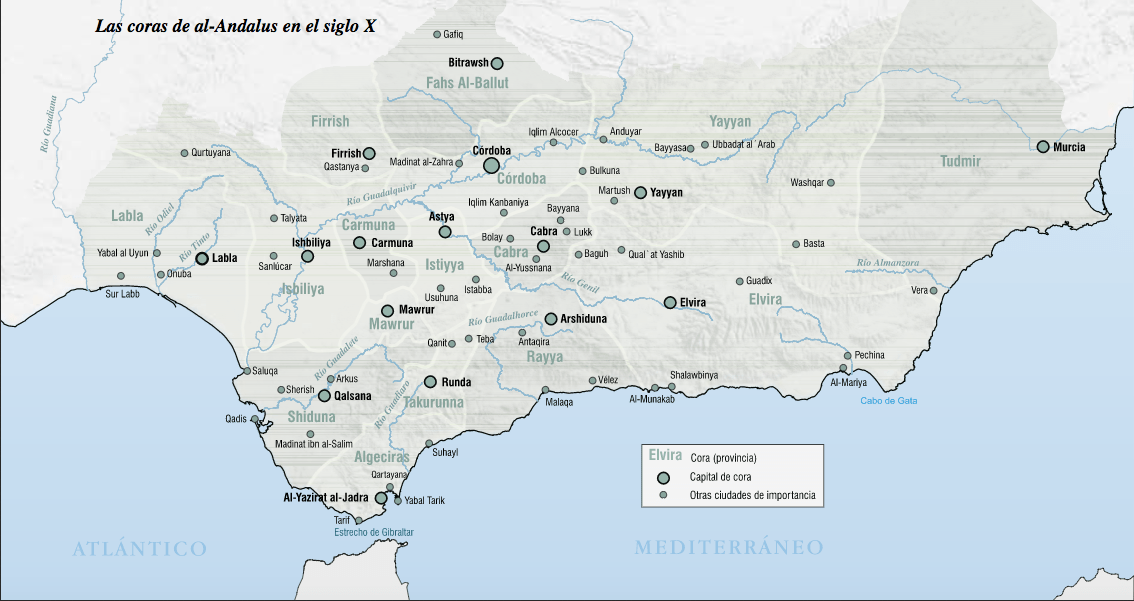 Las coras de al-Andalus en el siglo X
Gafiq
Bitrawsh
Fahs Al-Ballut
Río Guadiana
Firrish
Iqlim Alcocer
Anduyar
Yayyan
Bayyasa
Ubbadat al ´Arab
Murcia
Qurtuyana
Firrish
Qastanya
Madinat al-Zahra
Córdoba
Córdoba
Bulkuna
Tudmir
Washqar
Martush
Yayyan
Río Guadalquivir
Iqlim Kanbaniya
Bayyana
Labla
Río Odiel
Talyata
Carmuna
Astya
Cabra
Lukk
Bolay
Cabra
Río Tinto
Ishbiliya
Carmuna
Basta
Yabal al Uyun
Labla
Sanlúcar
Marshana
Istiyya
Al-Yussnana
Baguh
Qual´at Yashib
Onuba
Río Almanzora
Sur Labb
Isbiliya
Usuhuna
Istabba
Río Genil
Guadix
Vera
Elvira
Elvira
Mawrur
Mawrur
Río Guadalhorce
Arshiduna
Qanit
Teba
Antaqira
Rayya
Río Guadalete
Pechina
Saluqa
Arkus
Sherish
Qalsana
Runda
Vélez
Shalawbinya
Al-Mariya
Malaqa
Al-Munakab
Cabo de Gata
Río Guadiaro
Takurunna
Qadis
Shiduna
Madinat ibn al-Salim
Suhayl
Algeciras
Elvira
Cora (provincia)
Capital de cora
Otras ciudades de importancia
Qartayana
Al-Yazirat al-Jadra
Yabal Tarik
Tarif
Estrecho de Gibraltar
ATLÁNTICO
MEDITERRÁNEO